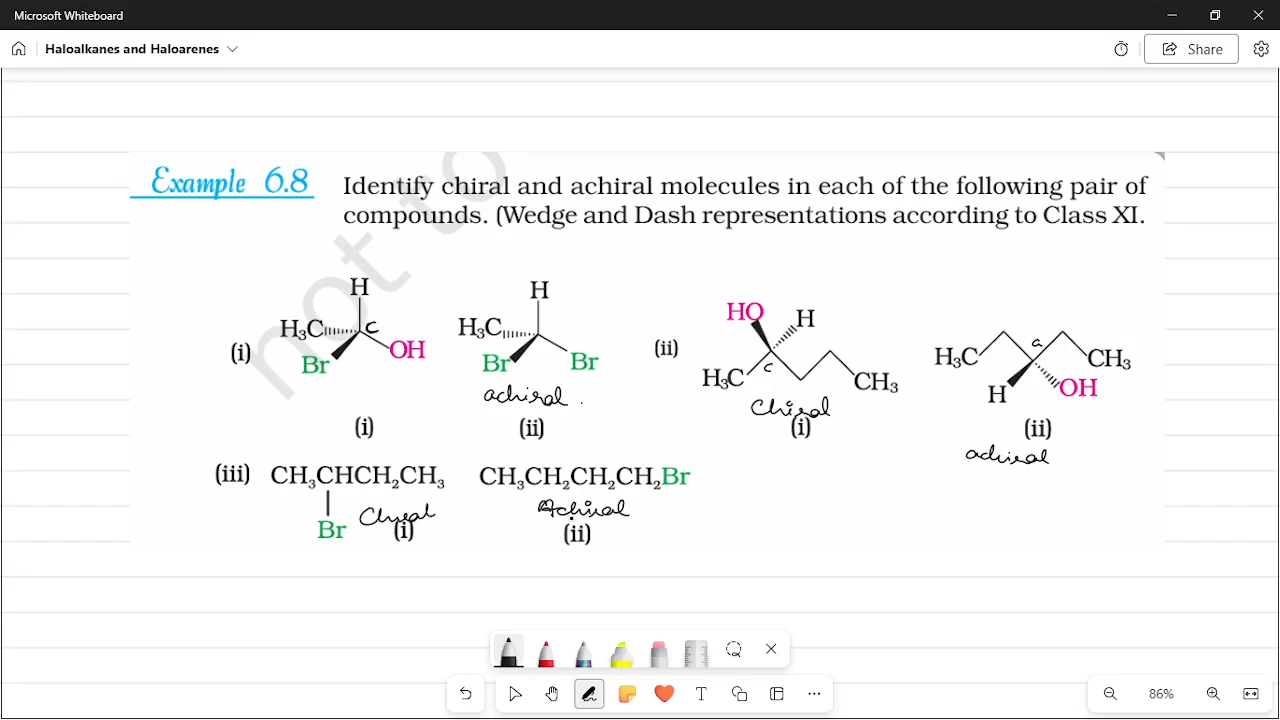 Microsoft Whiteboard
Haloalkanes and Haloarenes
Share
not to
Example 6.8 Identify chiral and achiral molecules in each of the following pair of
compounds. (Wedge and Dash representations according to Class XI.
(i)
H
H₃C
C
Br
OH
(i)
H
H₃C
Br
Br
achiral .
(ii)
(ii)
HO
H
H₃C
C
CH₃
Chiral
(i)
a
H₃C
CH₃
H
OH
(ii)
achiral
(iii) CH₃CHCH₂CH₃ CH₃CH₂CH₂CH₂Br
Br
Chiral
(i)
Achiral
(ii)
86%